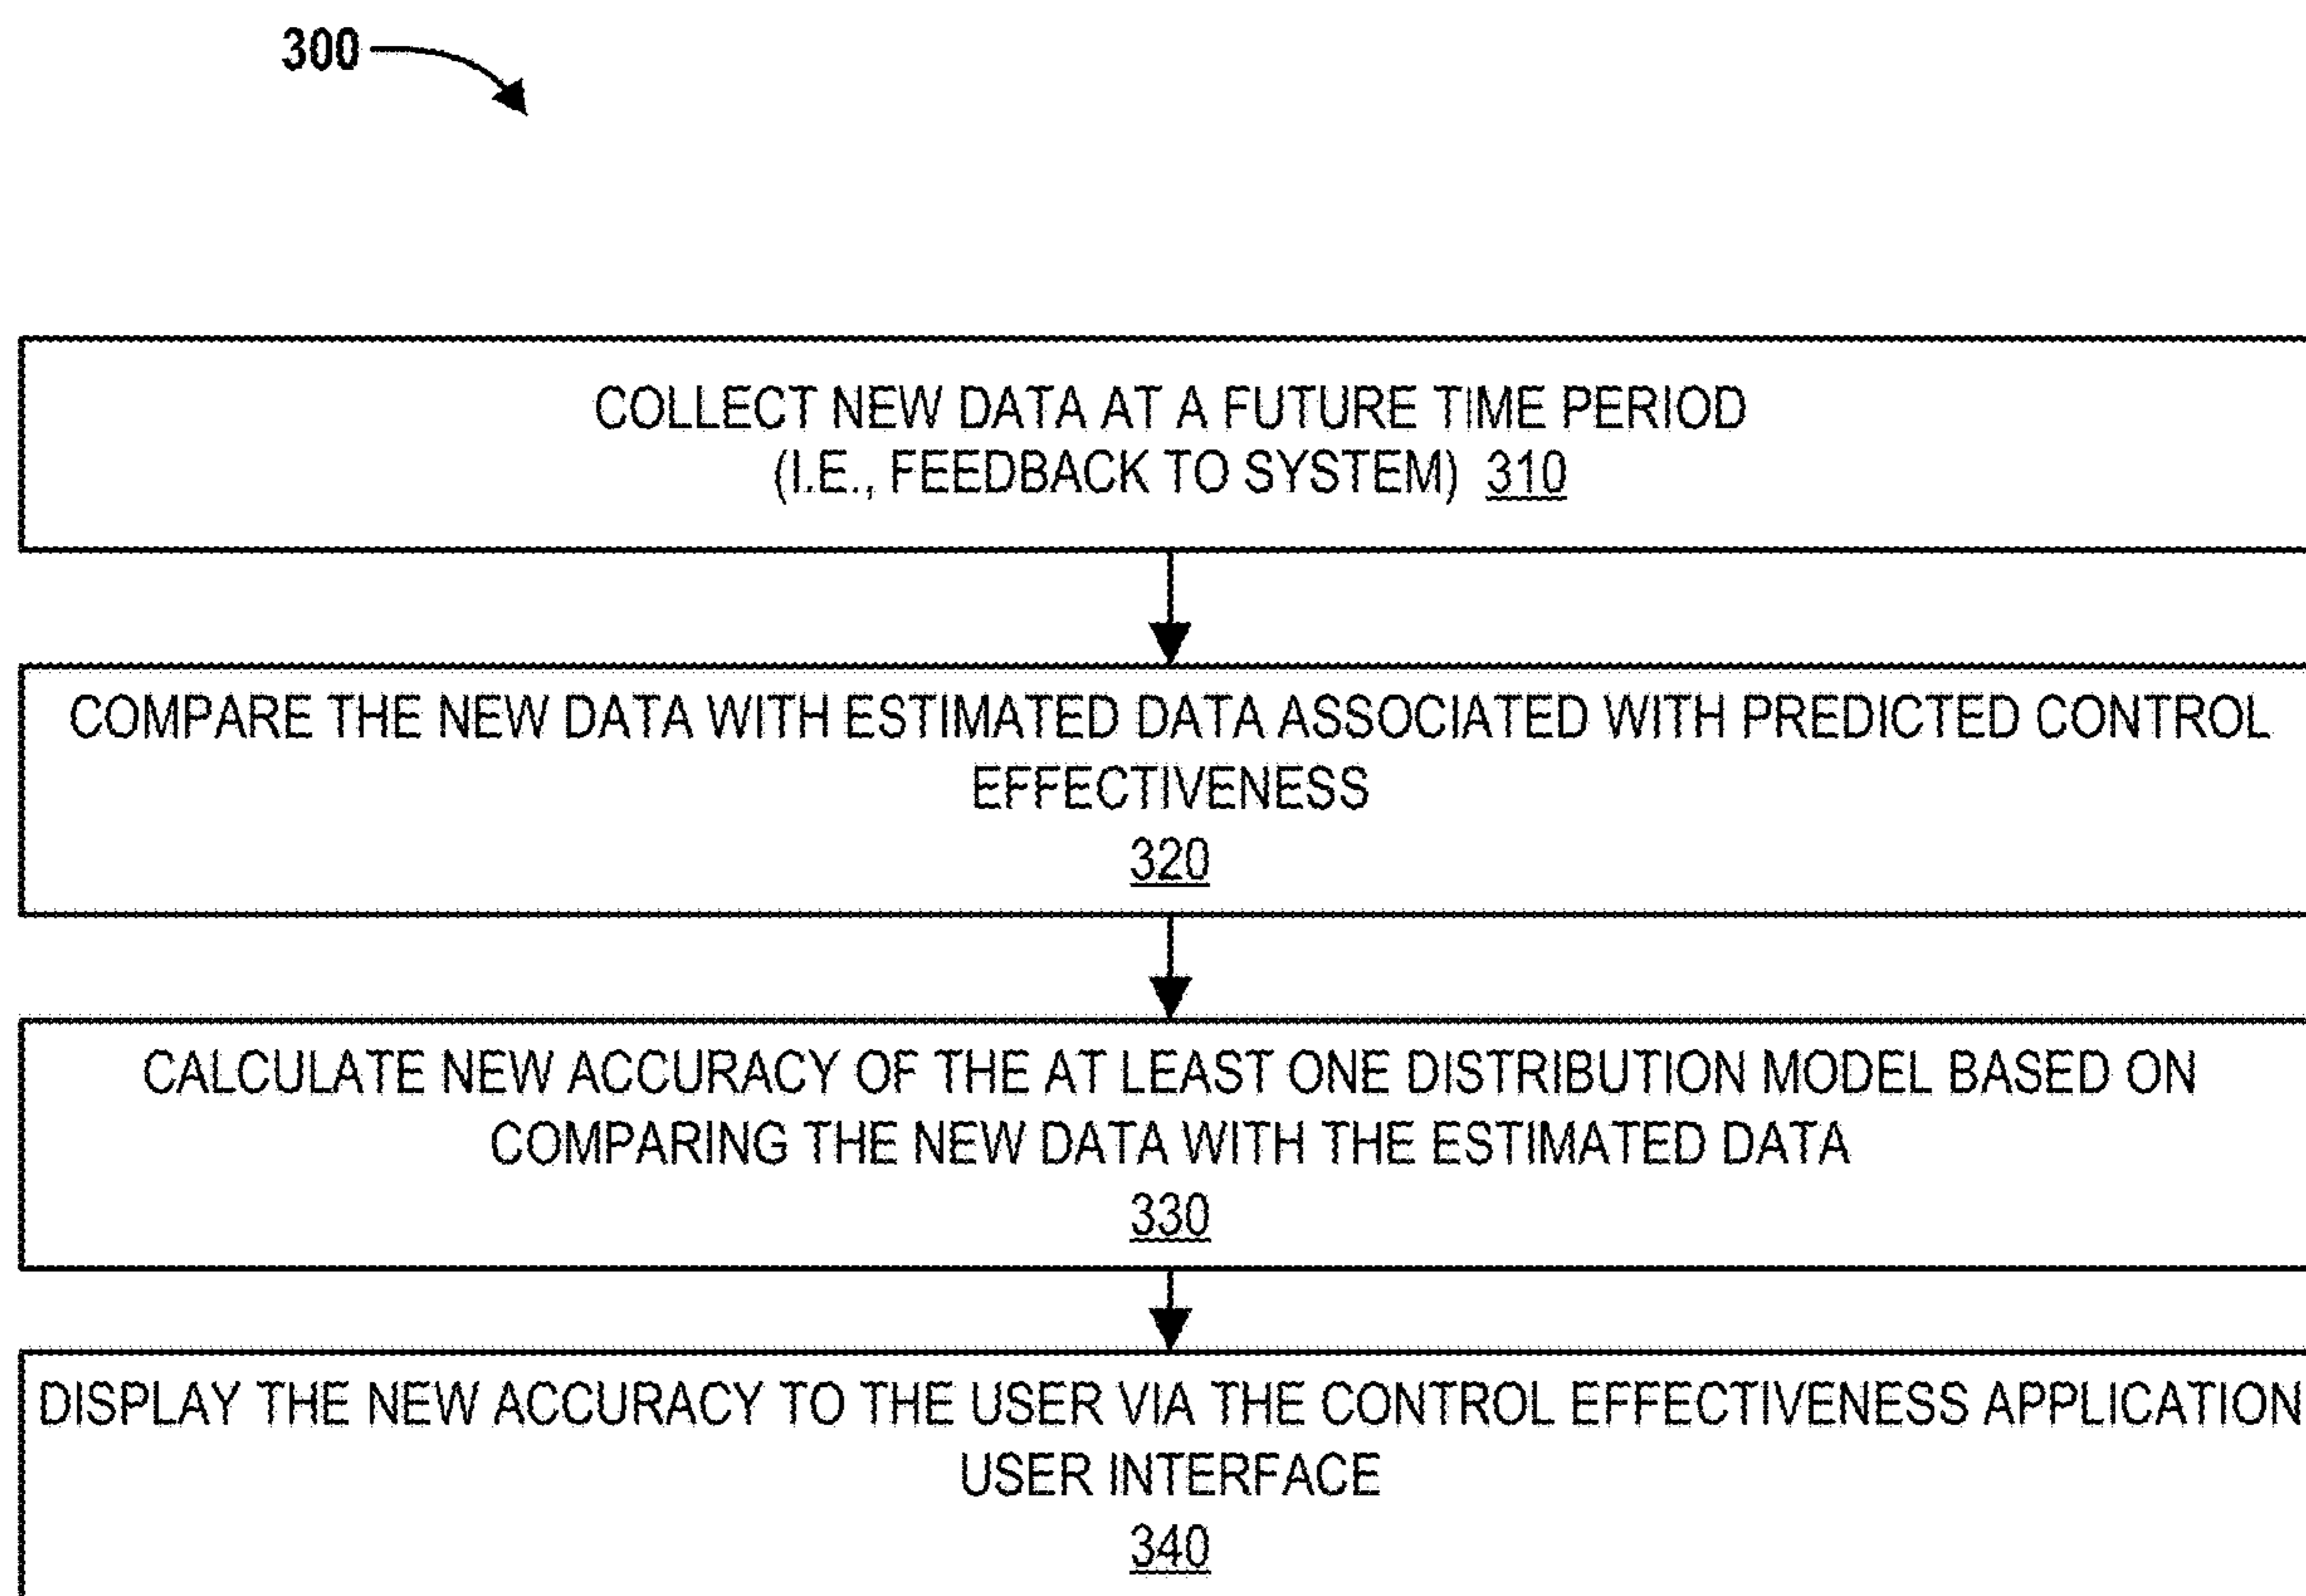 300
COLLECT NEW DATA AT A FUTURE TIME PERIOD
(I.E., FEEDBACK TO SYSTEM) 310
COMPARE THE NEW DATA WITH ESTIMATED DATA ASSOCIATED WITH PREDICTED CONTROL
EFFECTIVENESS
320
CALCULATE NEW ACCURACY OF THE AT LEAST ONE DISTRIBUTION MODEL BASED ON
COMPARING THE NEW DATA WITH THE ESTIMATED DATA
330
DISPLAY THE NEW ACCURACY TO THE USER VIA THE CONTROL EFFECTIVENESS APPLICATION
USER INTERFACE
340